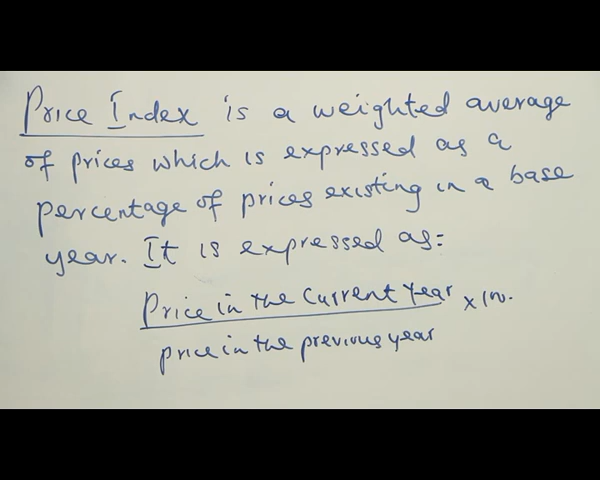 Price Index is a weighted average
of prices which is expressed as a
percentage of prices existing in a base
year. It is expressed as:
Price in the Current Year x 100.
price in the previous year